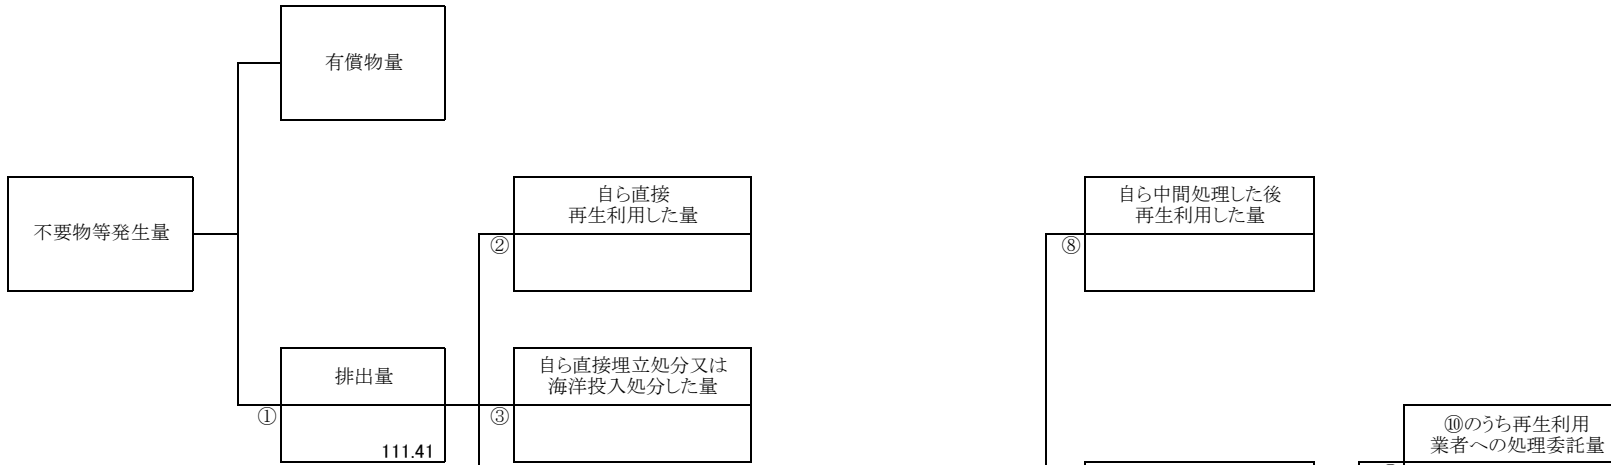 有償物量
不要物等発生量
自ら直接
再生利用した量
②
自ら中間処理した後
再生利用した量
⑧
排出量
①
111.41
自ら直接埋立処分又は
海洋投入処分した量
③
⑩のうち再生利用
業者への処理委託量